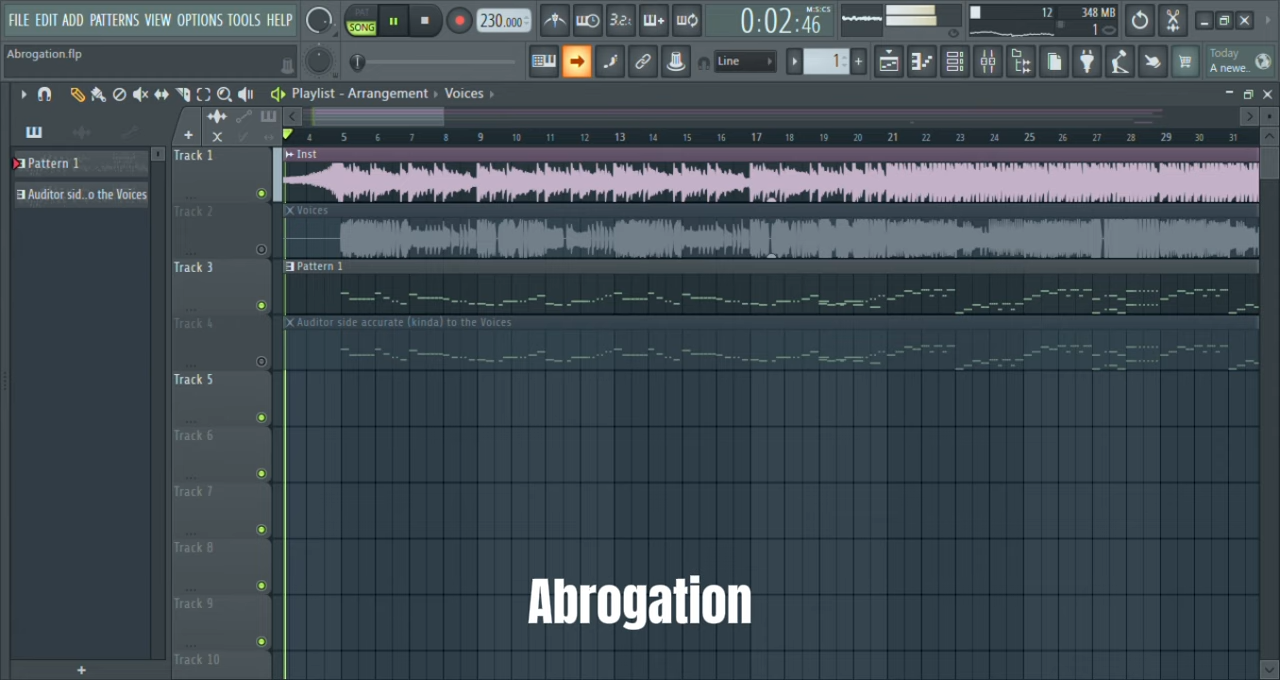 FILE EDIT ADD PATTERNS VIEW OPTIONS TOOLS HELP
PAT
SONG
230.000
3.2.
0:02:46
M:S:CS
12
348 MB
1
Abrogation.flp
Line
1
Today
A newe..
Playlist - Arrangement Voices
4 5 6 7 8 9 10 11 12 13 14 15 16 17 18 19 20 21 22 23 24 25 26 27 28 29 30 31
Pattern 1
Auditor sid..o the Voices
Track 1
Inst
Track 2
Voices
Track 3
Pattern 1
Track 4
Auditor side accurate (kinda) to the Voices
Track 5
Track 6
Track 7
Track 8
Track 9
Track 10
Abrogation